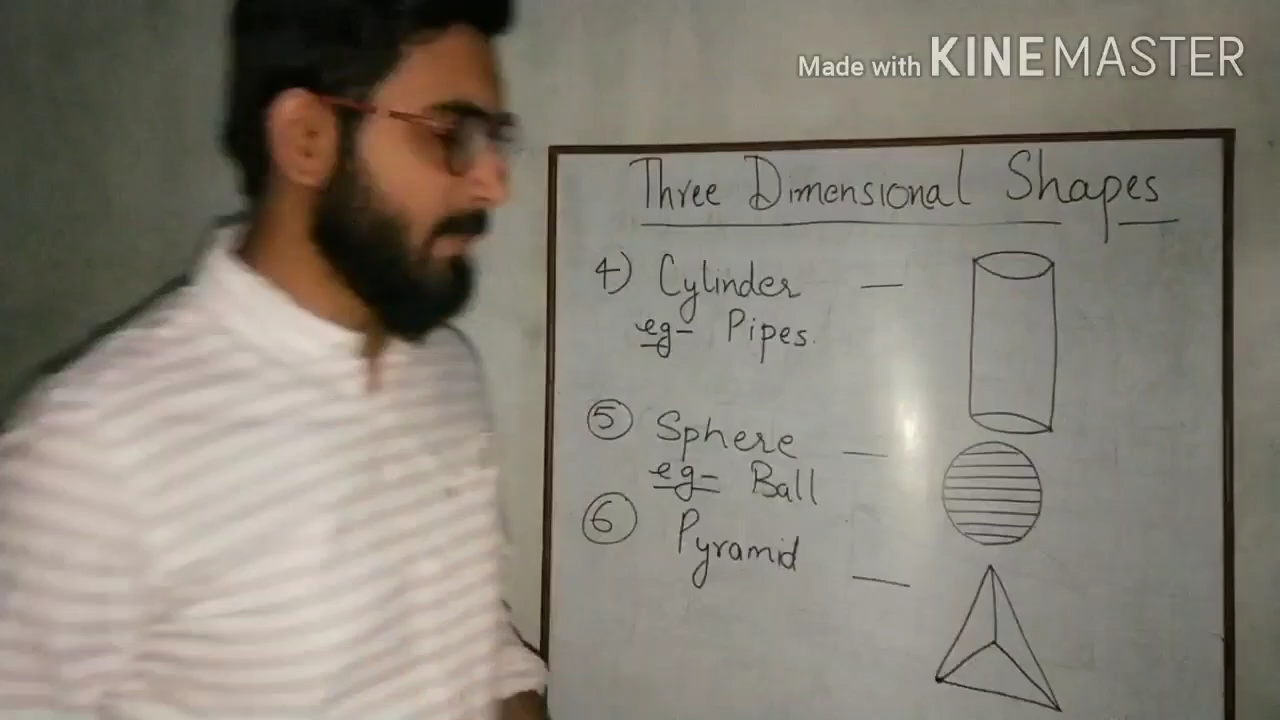 Made with KINEMASTER
Three Dimensional Shapes
4) Cylinder —
eg- Pipes.
5 Sphere —
eg= Ball
6 Pyramid —